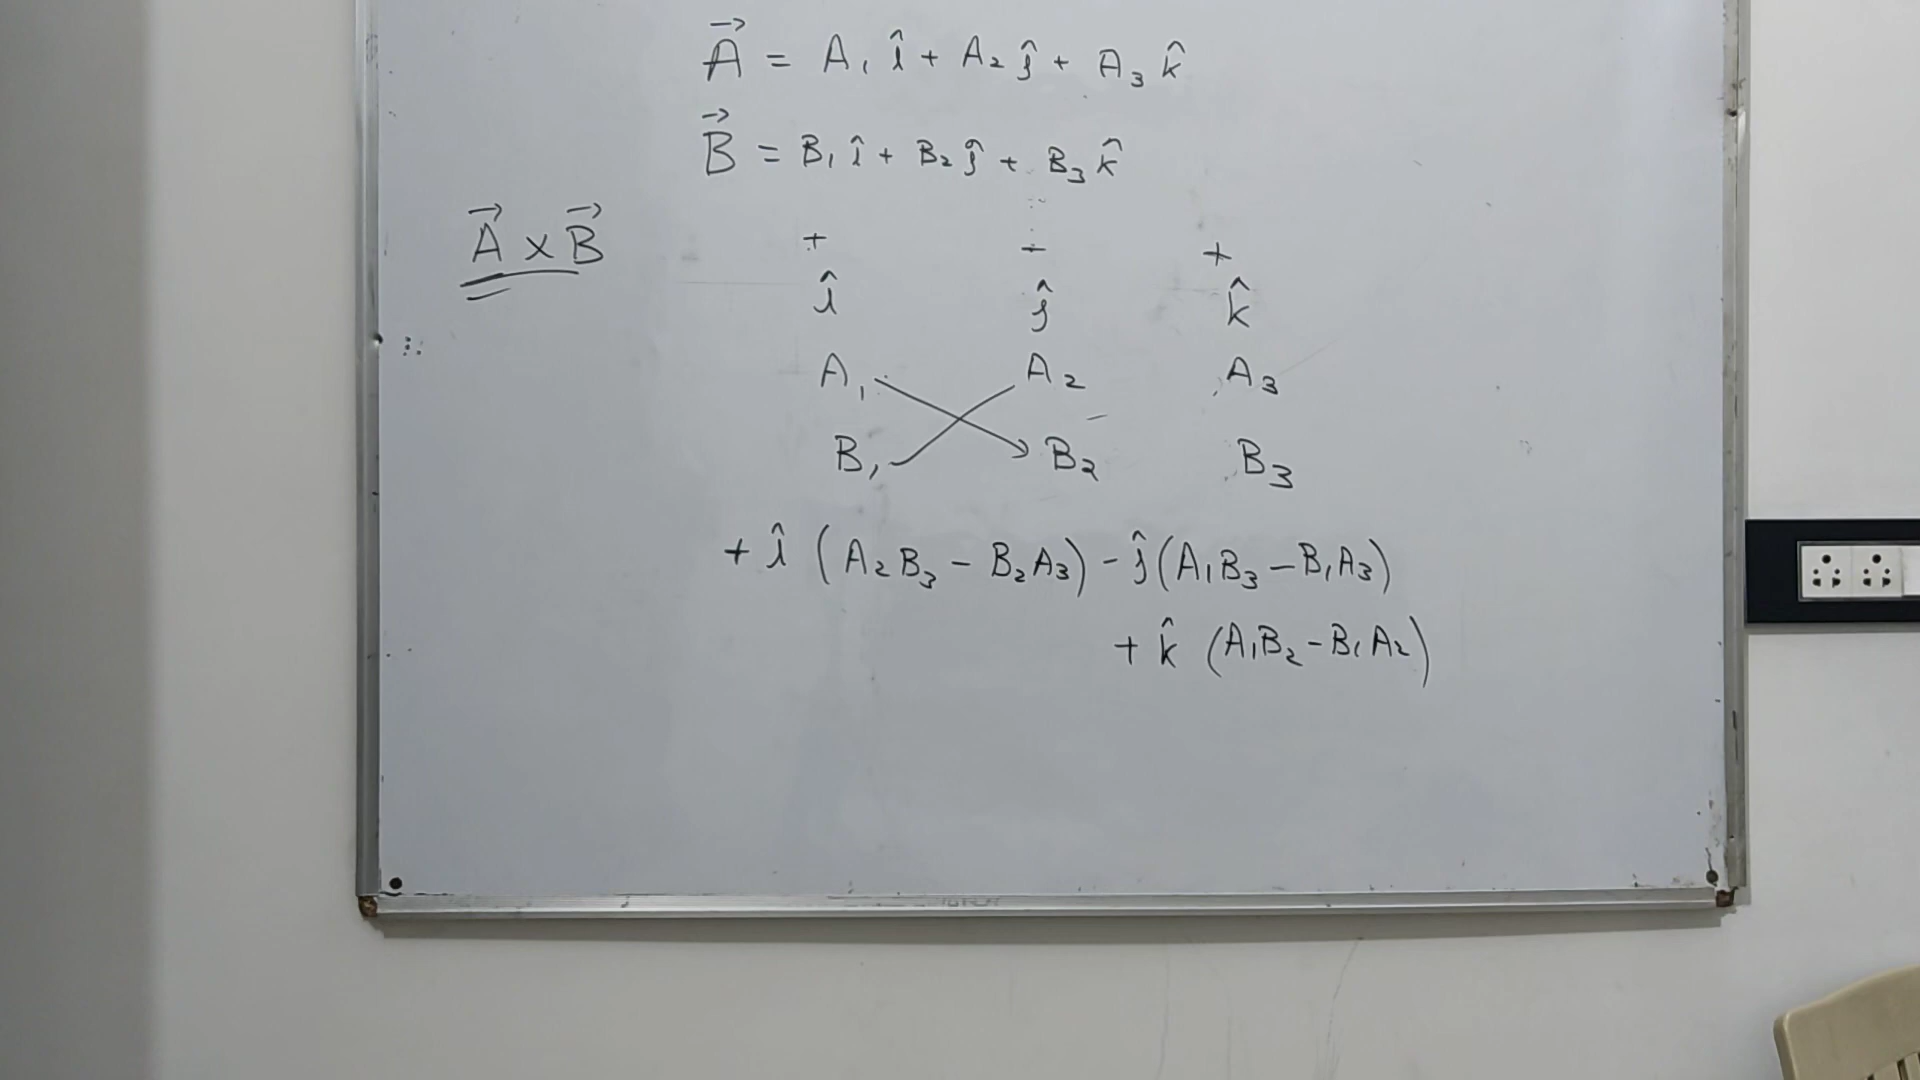 A⃗ = A₁ î + A₂ ĵ + A₃ k̂
B⃗ = B₁ î + B₂ ĵ + B₃ k̂
A⃗ × B⃗
+ − +
î ĵ k̂
A₁ A₂ A₃
B₁ B₂ B₃
+ î (A₂B₃ − B₂A₃) − ĵ (A₁B₃ − B₁A₃)
+ k̂ (A₁B₂ − B₁A₂)